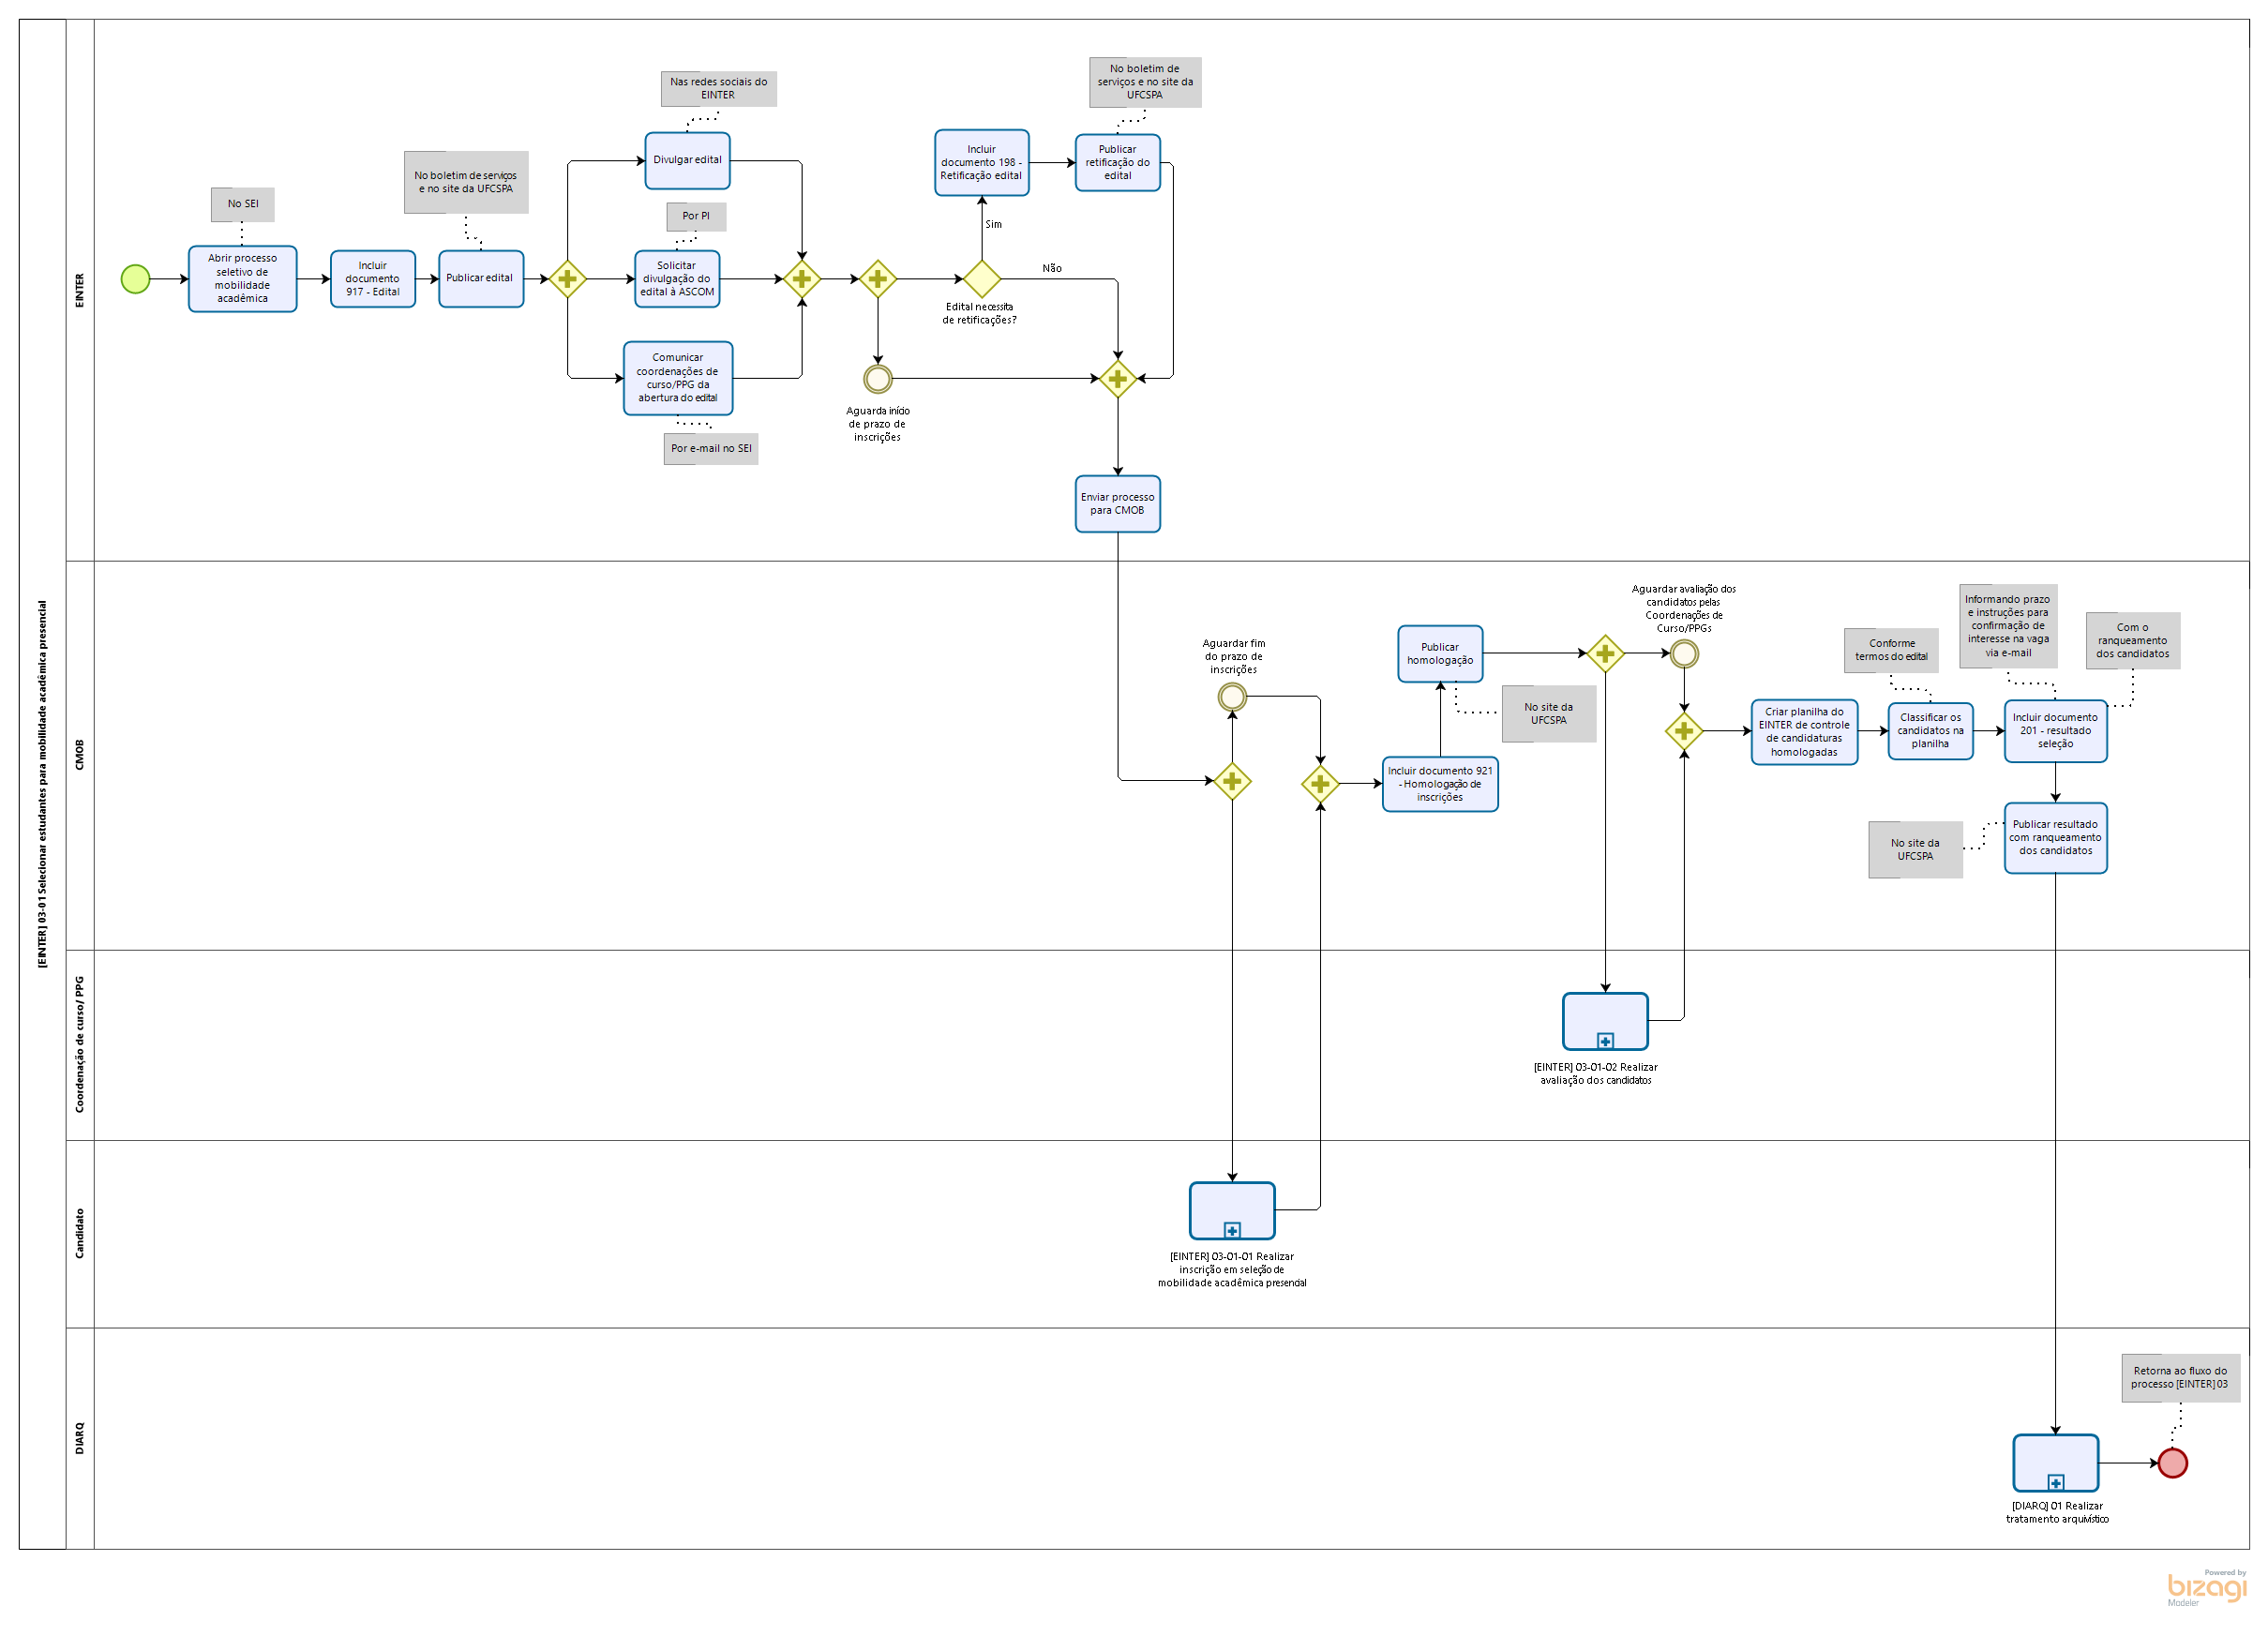 [EINTER] 03-01 Selecionar estudantes para mobilidade acadêmica presencial
EINTER
No SEI
Abrir processo
seletivo de
mobilidade
acadêmica
Incluir
documento
917 - Edital
No boletim de serviços
e no site da UFCSPA
Publicar edital
Nas redes sociais do
EINTER
Divulgar edital
Por PI
Solicitar
divulgação do
edital à ASCOM
Comunicar
coordenações de
curso/PPG da
abertura do edital
Por e-mail no SEI
Aguarda início
de prazo de
inscrições
Edital necessita
de retificações?
Sim
Não
Incluir
documento 198 -
Retificação edital
No boletim de
serviços e no site da
UFCSPA
Publicar
retificação do
edital
Enviar processo
para CMOB
CMOB
Aguardar fim
do prazo de
inscrições
Incluir documento 921
- Homologação de
inscrições
Publicar
homologação
No site da
UFCSPA
Aguardar avaliação dos
candidatos pelas
Coordenações de
Curso/PPGs
Criar planilha do
EINTER de controle
de candidaturas
homologadas
Conforme
termos do edital
Classificar os
candidatos na
planilha
Informando prazo
e instruções para
confirmação de
interesse na vaga
via e-mail
Com o
ranqueamento
dos candidatos
Incluir documento
201 - resultado
seleção
Publicar resultado
com ranqueamento
dos candidatos
No site da
UFCSPA
Coordenação de curso/ PPG
[EINTER] 03-01-02 Realizar
avaliação dos candidatos
Candidato
[EINTER] 03-01-01 Realizar
inscrição em seleção de
mobilidade acadêmica presencial
DIARQ
Retorna ao fluxo do
processo [EINTER] 03
[DIARQ] 01 Realizar
tratamento arquivístico
Powered by
bizagi
Modeler